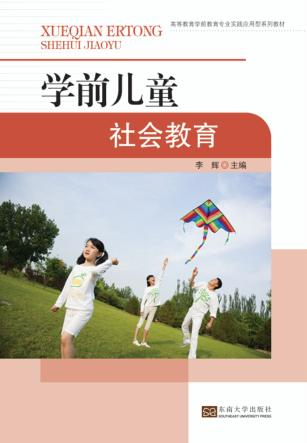 XUEQIAN ERTONG
SHEHUI JIAOYU
高等教育学前教育专业实践应用型系列教材
学前儿童
社会教育
李 辉 主编
东南大学出版社
SOUTHEAST UNIVERSITY PRESS